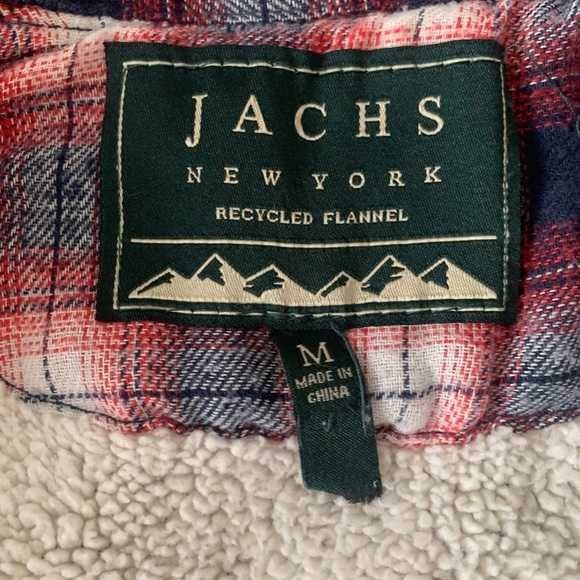 JACHS
NEW YORK
RECYCLED FLANNEL
M
MADE IN
CHINA